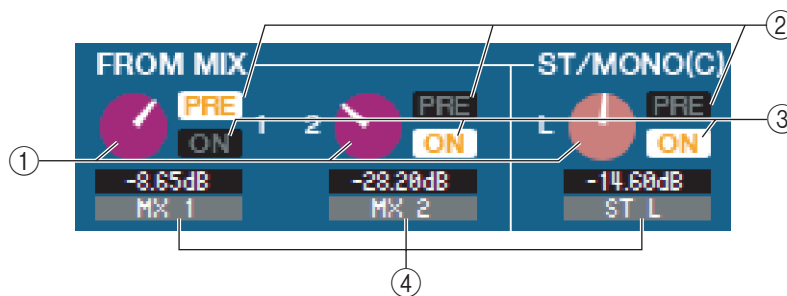 ②
FROM MIX ST/MONO(C)
PRE PRE PRE
1 2 L
ON ON ON
③
①
-8.65dB -28.20dB -14.60dB
MX 1 MX 2 ST L
④